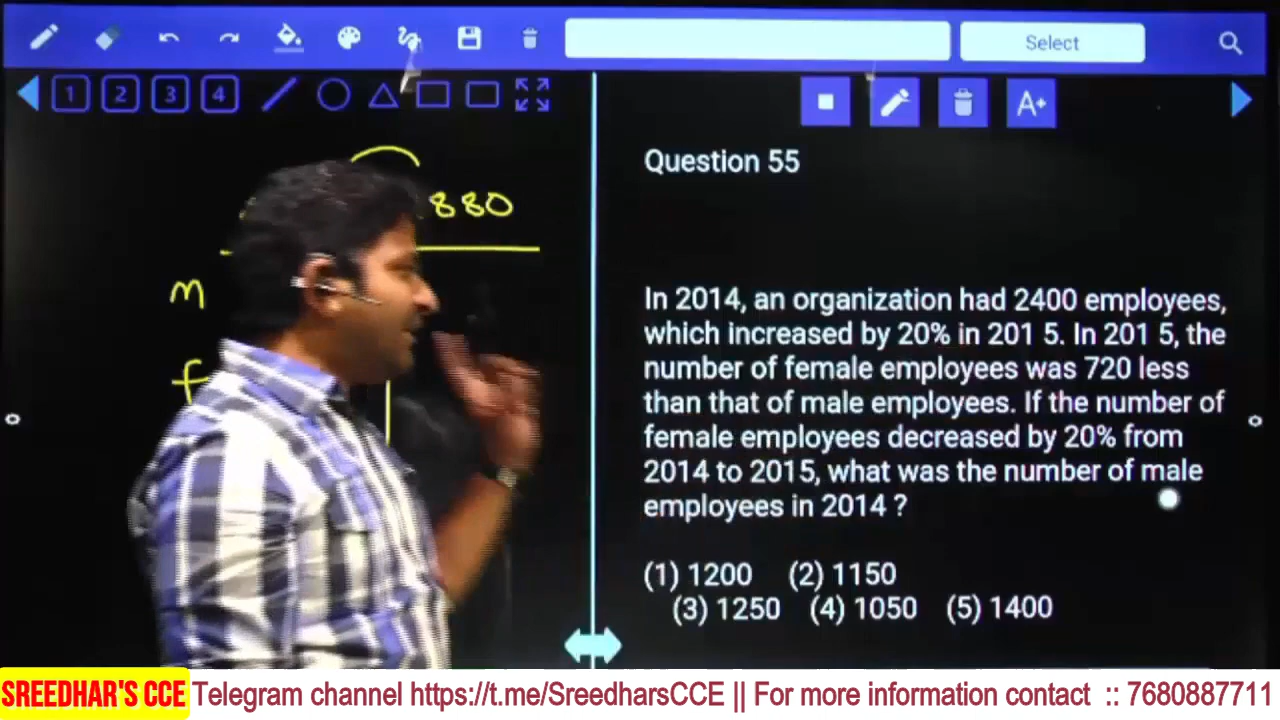 Select
1 2 3 4
A+
880
m
f
Question 55
In 2014, an organization had 2400 employees,
which increased by 20% in 201 5. In 201 5, the
number of female employees was 720 less
than that of male employees. If the number of
female employees decreased by 20% from
2014 to 2015, what was the number of male
employees in 2014 ?
(1) 1200 (2) 1150
(3) 1250 (4) 1050 (5) 1400
SREEDHAR'S CCE Telegram channel https://t.me/SreedharsCCE || For more information contact :: 7680887711